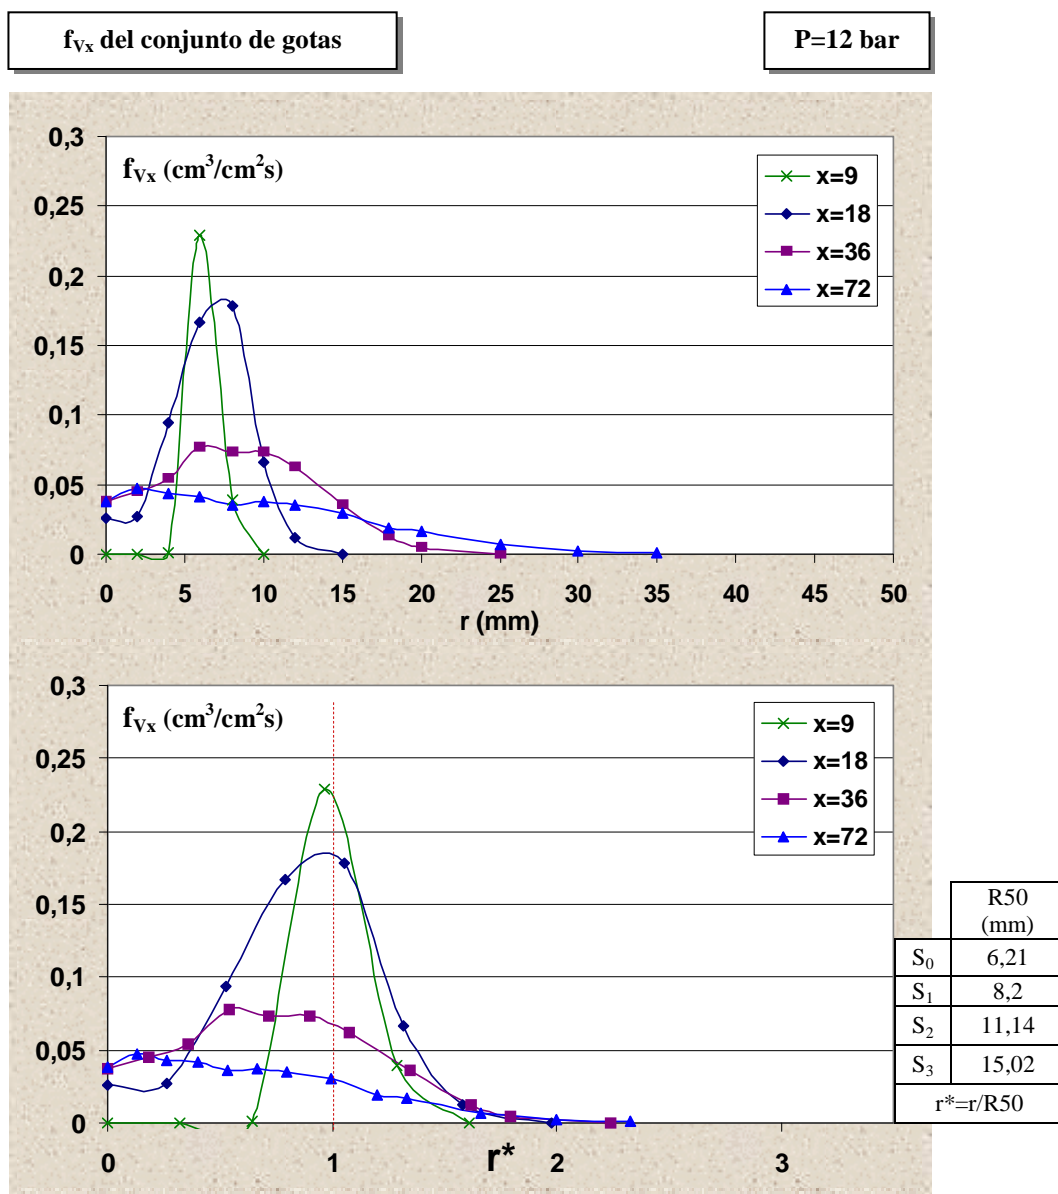 f_Vx del conjunto de gotas
P=12 bar
0,3
0,25
0,2
0,15
0,1
0,05
0
f_Vx (cm³/cm²s)
x=9
x=18
x=36
x=72
0 5 10 15 20 25 30 35 40 45 50
r (mm)
0,3
0,25
0,2
0,15
0,1
0,05
0
f_Vx (cm³/cm²s)
x=9
x=18
x=36
x=72
0 1 2 3
r*
R50
(mm)
S₀ 6,21
S₁ 8,2
S₂ 11,14
S₃ 15,02
r*=r/R50